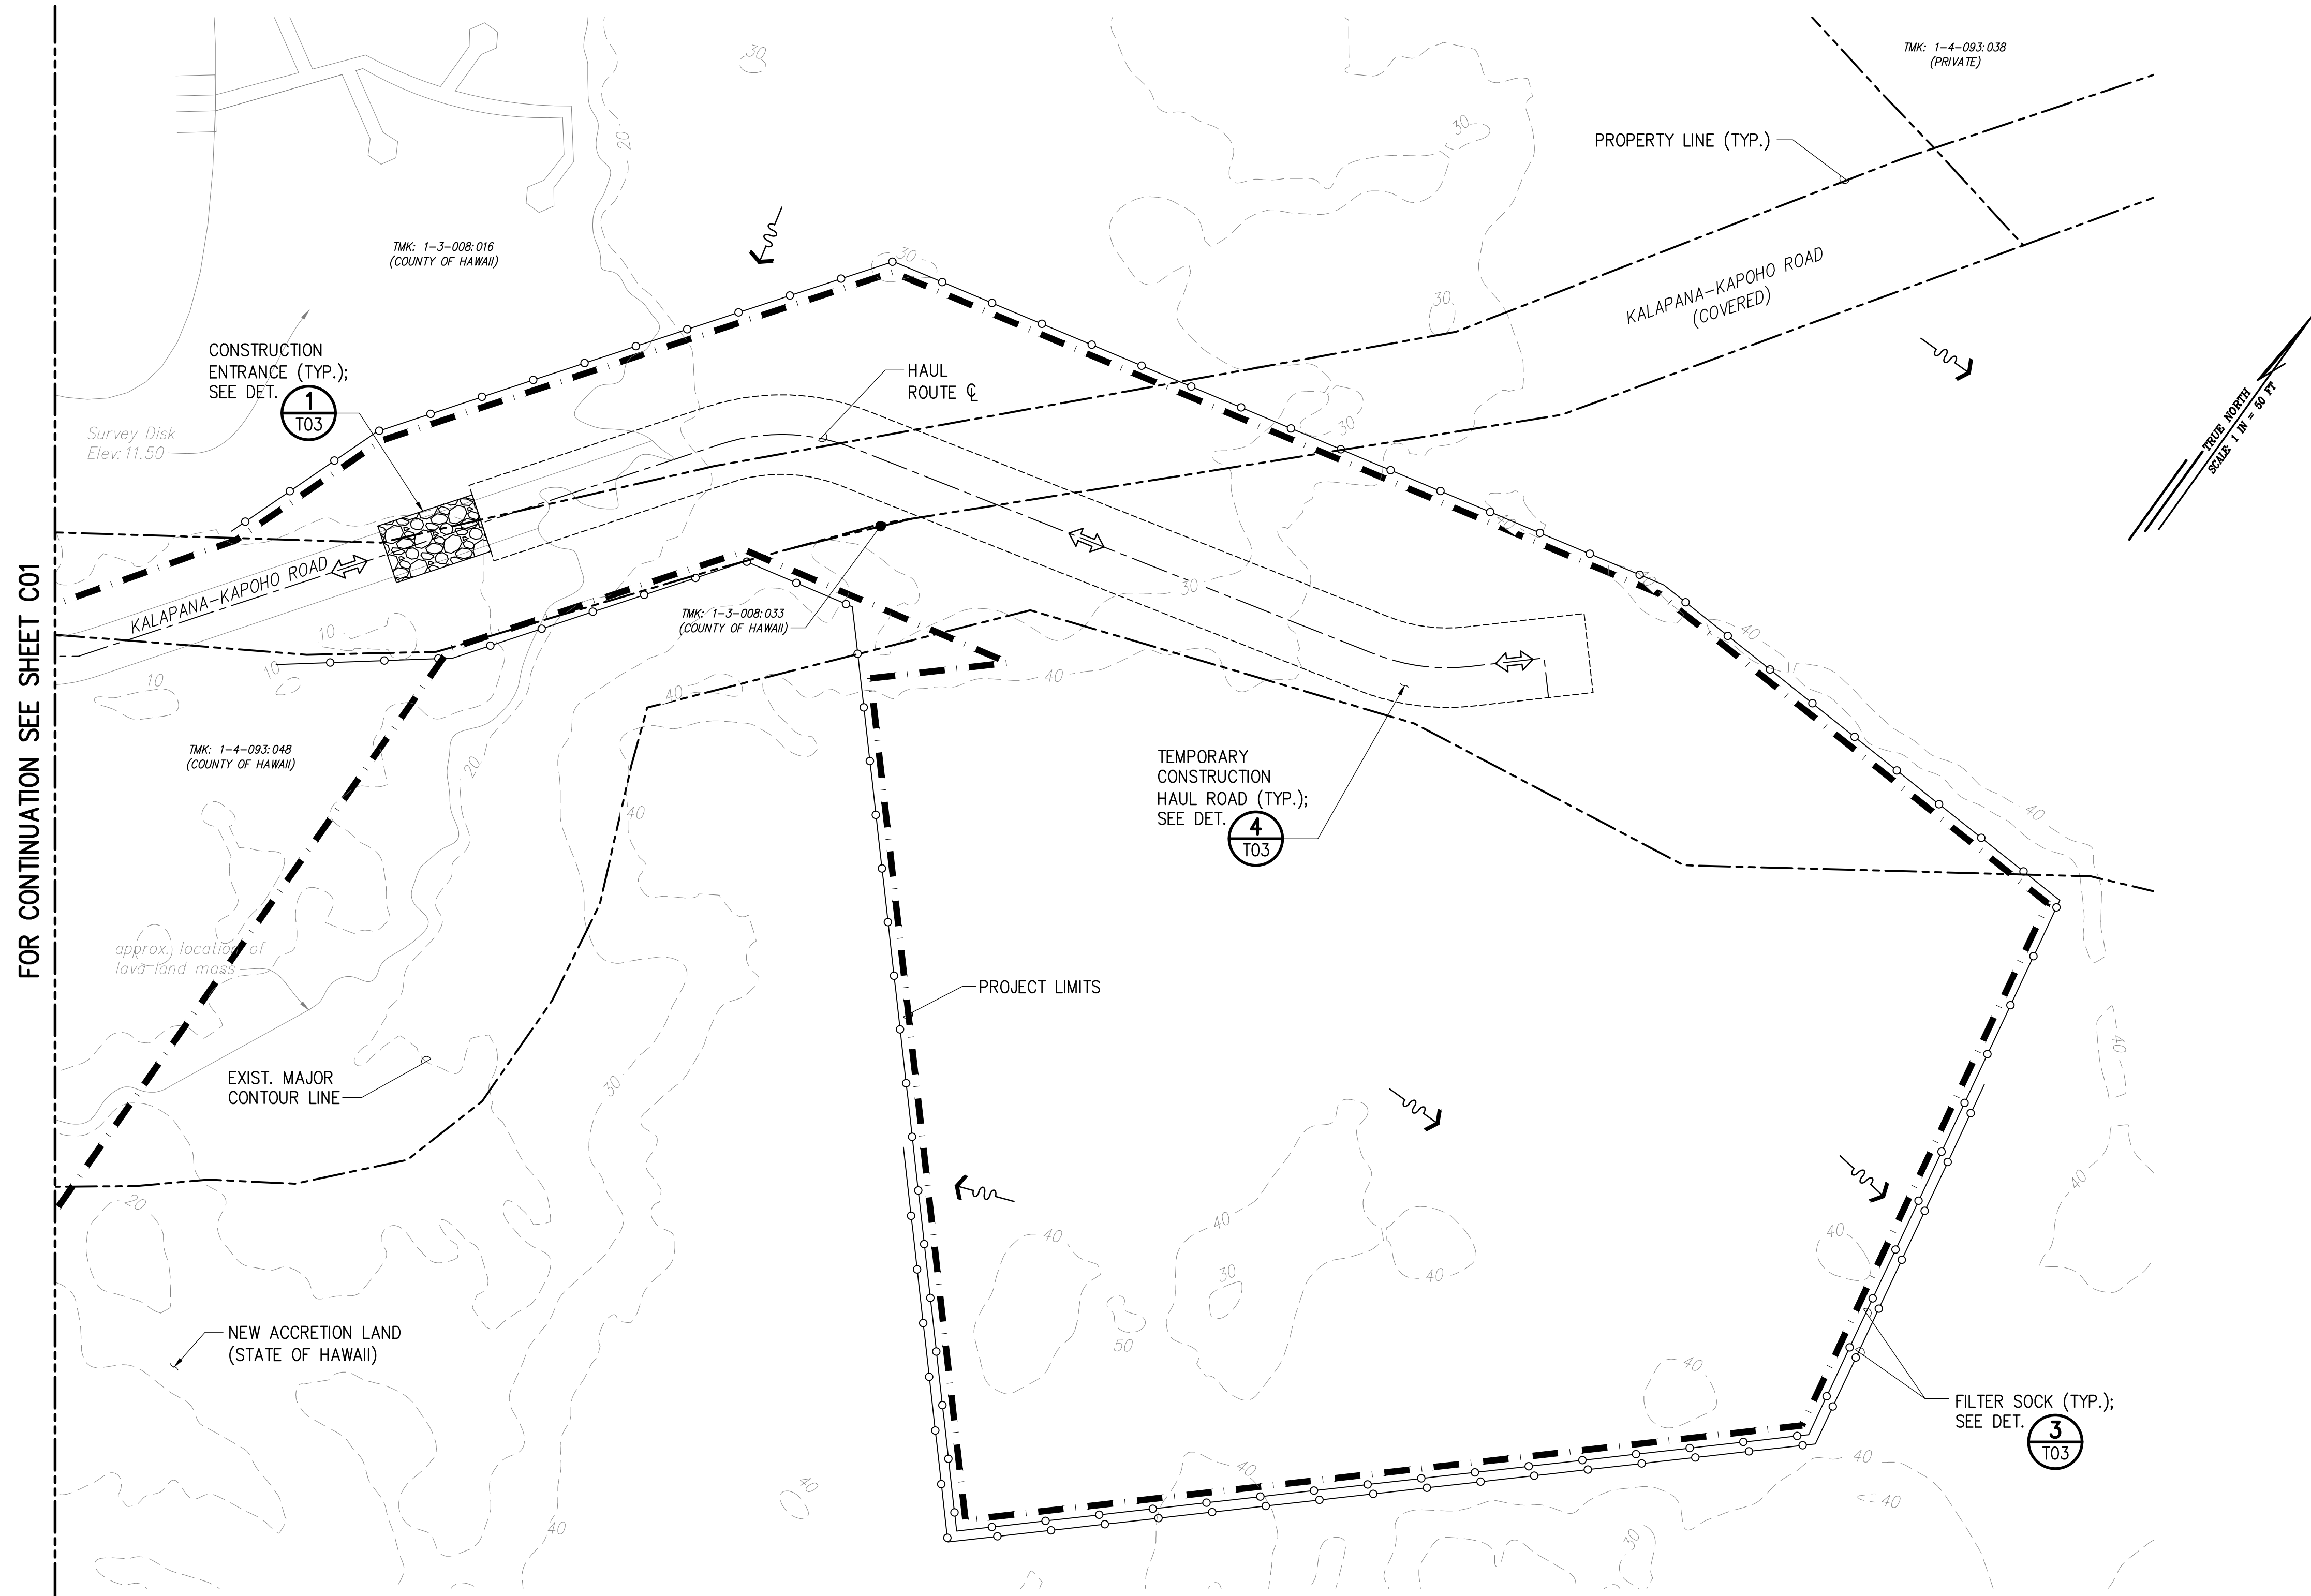 TMK: 1-4-093:038
(PRIVATE)
30
20
30
PROPERTY LINE (TYP.)
TMK: 1-3-008:016
(COUNTY OF HAWAII)
30
KALAPANA-KAPOHO ROAD
(COVERED)
30
CONSTRUCTION
ENTRANCE (TYP.);
SEE DET.
1
T03
HAUL
ROUTE ℄
TRUE NORTH
SCALE: 1 IN = 50 FT
Survey Disk
Elev: 11.50
30
40
FOR CONTINUATION SEE SHEET C01
KALAPANA-KAPOHO ROAD
30
TMK: 1-3-008:033
(COUNTY OF HAWAII)
10
10
10
40
40
40
TMK: 1-4-093:048
(COUNTY OF HAWAII)
20
TEMPORARY
CONSTRUCTION
HAUL ROAD (TYP.);
SEE DET.
4
T03
40
40
approx. location of
lava land mass
PROJECT LIMITS
40
EXIST. MAJOR
CONTOUR LINE
30
40
20
40
40
40
30
40
NEW ACCRETION LAND
(STATE OF HAWAII)
50
40
FILTER SOCK (TYP.);
SEE DET.
3
T03
40
40
40
40
40
30